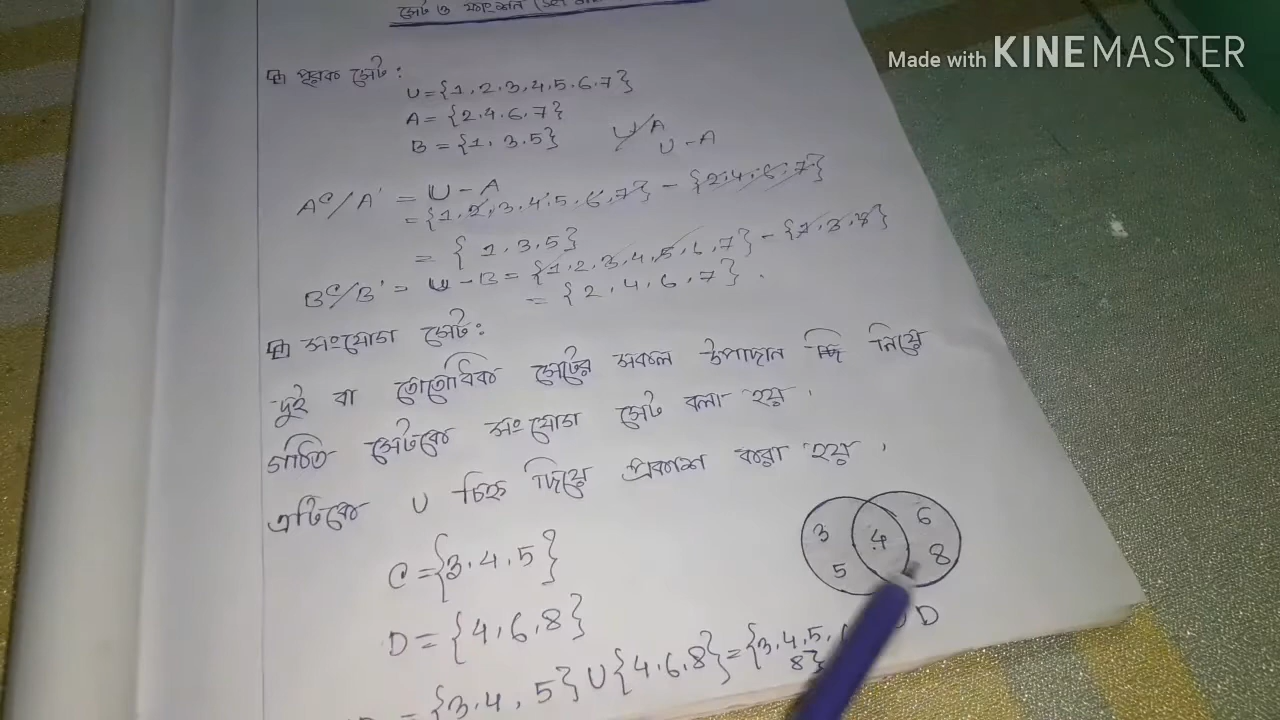 Made with KINEMASTER
সেট ও ফাংশন (Set
পূরক সেট:
U = {1, 2, 3, 4, 5, 6, 7}
A = {2, 4, 6, 7}
B = {1, 3, 5}
U/A
U - A
Aᶜ/A' = U - A
= {1, 2, 3, 4, 5, 6, 7} - {2, 4, 6, 7}
= {1, 3, 5}
Bᶜ/B' = U - B = {1, 2, 3, 4, 5, 6, 7} - {1, 3, 5}
= {2, 4, 6, 7}
সংযোগ সেট:
দুই বা ততোধিক সেটের সকল উপাদান নিয়ে
গঠিত সেটকে সংযোগ সেট বলা হয়.
এটিকে U চিহ্ন দিয়ে প্রকাশ করা হয়.
3 4 6
5 8
C = {3, 4, 5}
D = {4, 6, 8}
D
= {3, 4, 5} U {4, 6, 8} = {3, 4, 5,
8}